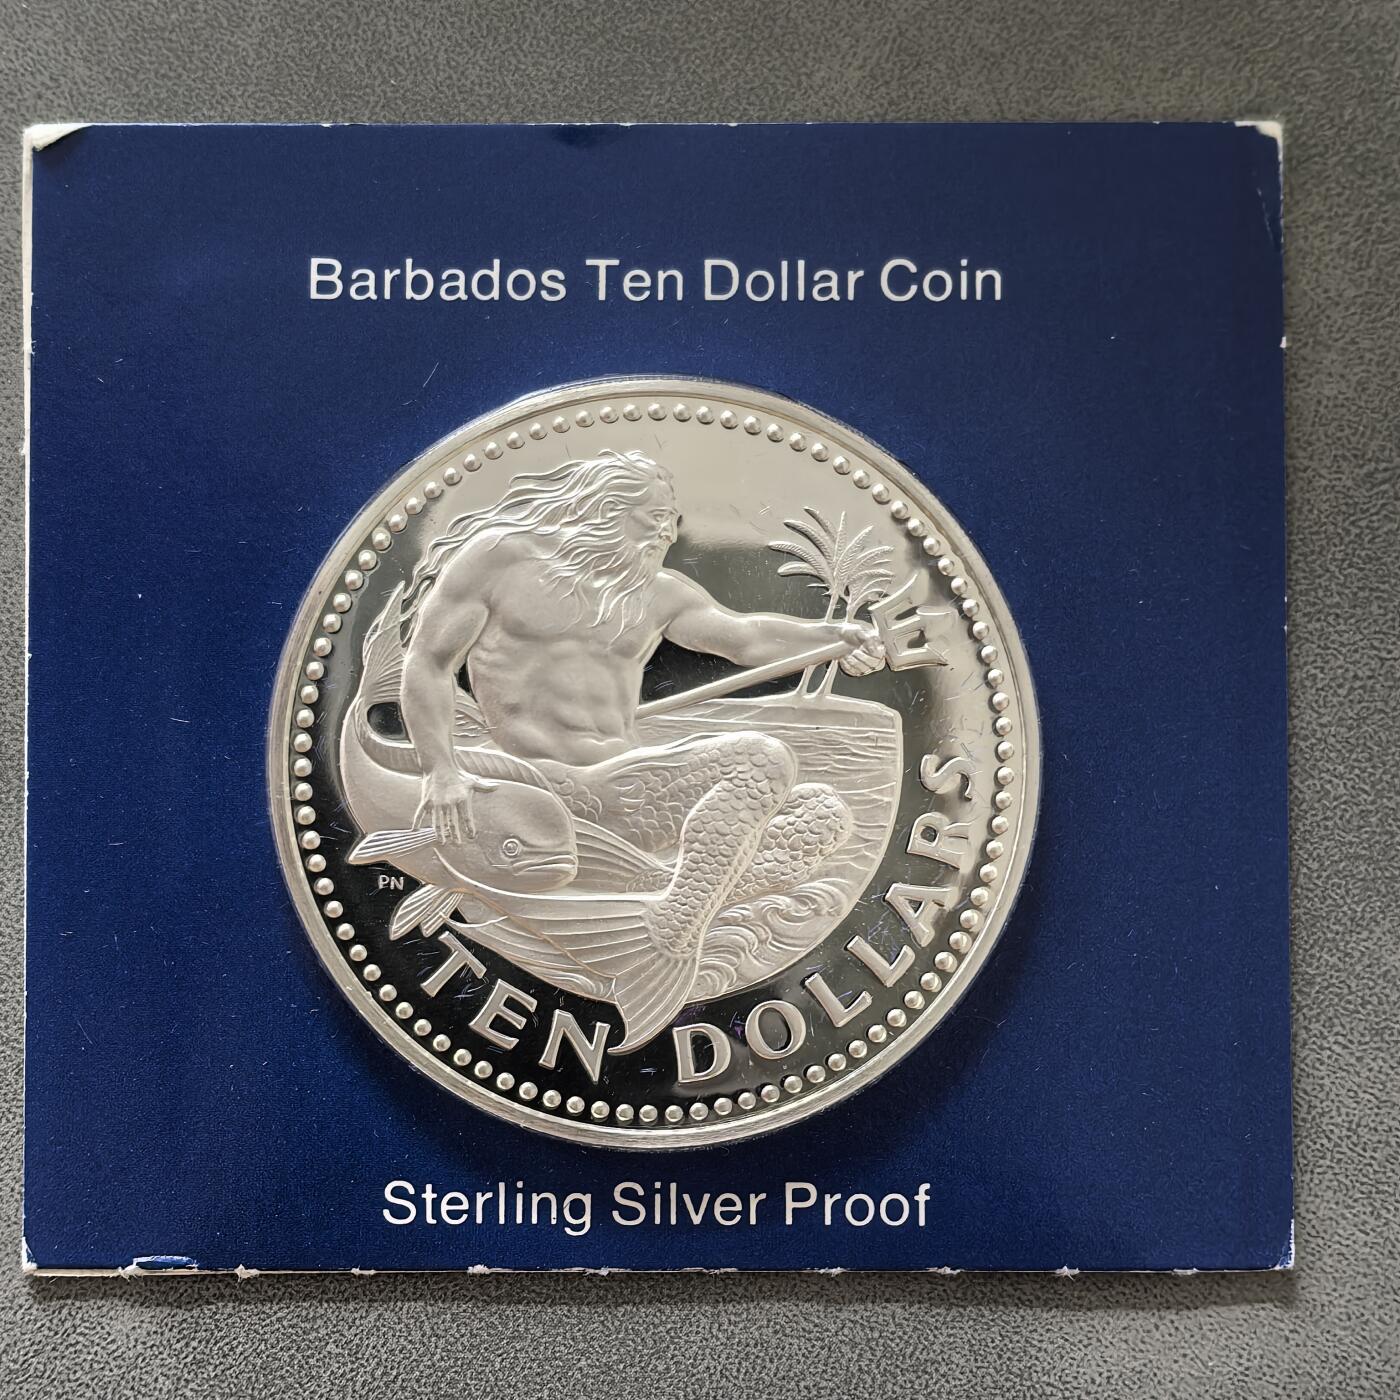 Barbados Ten Dollar Coin
PN
TEN DOLLARS
Sterling Silver Proof